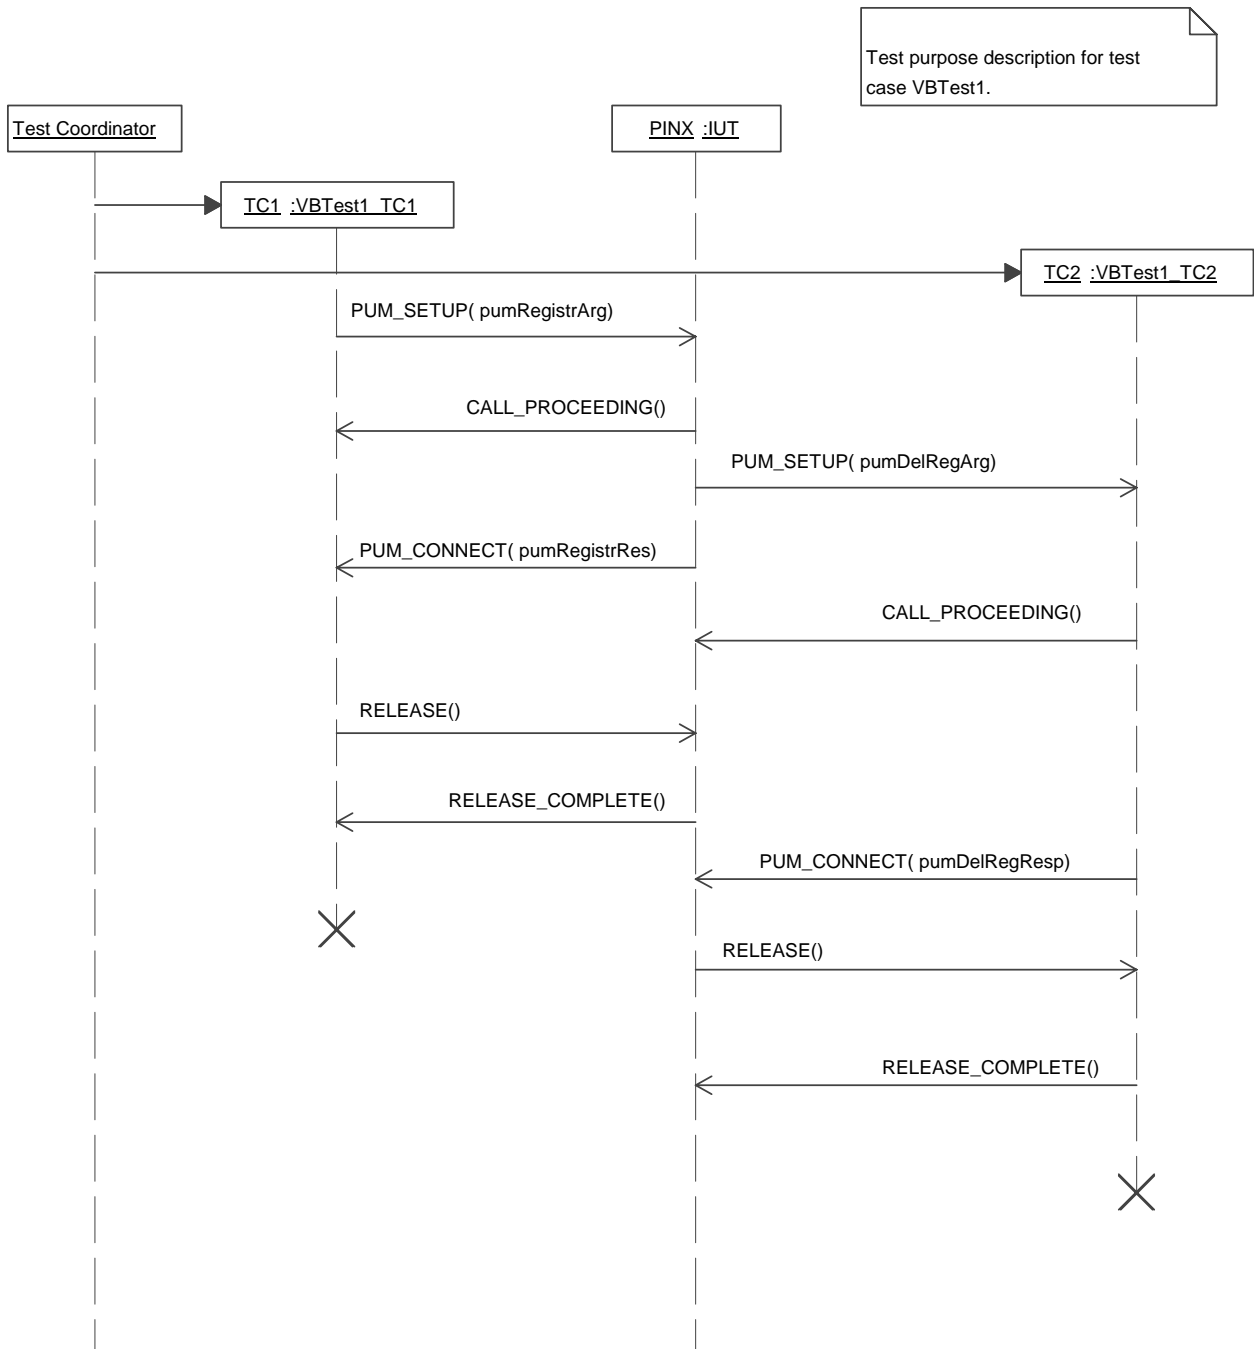 Test purpose description for test
case VBTest1.
Test Coordinator
PINX :IUT
TC1 :VBTest1_TC1
TC2 :VBTest1_TC2
PUM_SETUP( pumRegistrArg)
CALL_PROCEEDING()
PUM_SETUP( pumDelRegArg)
PUM_CONNECT( pumRegistrRes)
CALL_PROCEEDING()
RELEASE()
RELEASE_COMPLETE()
PUM_CONNECT( pumDelRegResp)
RELEASE()
RELEASE_COMPLETE()